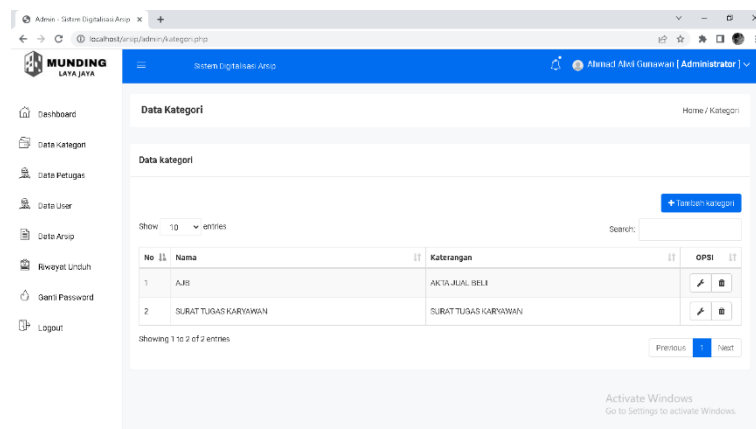 Admin - Sistem Digitalisasi Arsip
localhost/arsip/admin/kategori.php
MUNDING
LAYA JAYA
Sistem Digitalisasi Arsip
Ahmad Alwi Gunawan [ Administrator ]
Dashboard
Data Kategori
Data Petugas
Data User
Data Arsip
Riwayat Unduh
Ganti Password
Logout
Data Kategori
Home / Kategori
Data kategori
+ Tambah kategori
Show 10 entries
Search:
No Nama Keterangan OPSI
1 AJB AKTA JUAL BELI
2 SURAT TUGAS KARYAWAN SURAT TUGAS KARYAWAN
Showing 1 to 2 of 2 entries
Previous 1 Next
Activate Windows
Go to Settings to activate Windows.